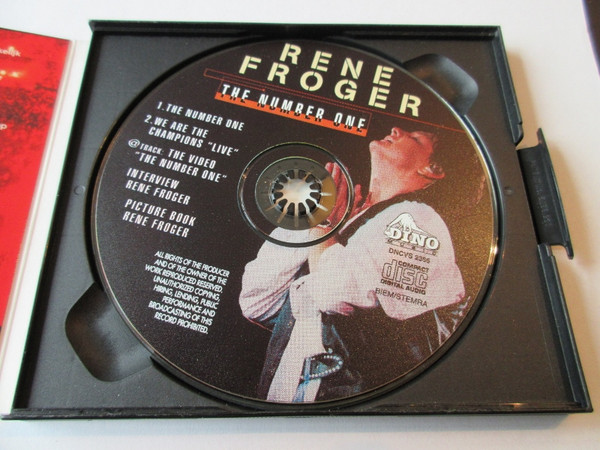 RENE
FROGER
THE NUMBER ONE
1. THE NUMBER ONE
2. WE ARE THE
CHAMPIONS "LIVE"
@ TRACK: THE VIDEO
"THE NUMBER ONE"
INTERVIEW
RENE FROGER
PICTURE BOOK
RENE FROGER
ALL RIGHTS OF THE PRODUCER
AND OF THE OWNER OF THE
WORK REPRODUCED RESERVED.
UNAUTHORIZED COPYING,
HIRING, LENDING, PUBLIC
PERFORMANCE AND
BROADCASTING OF THIS
RECORD PROHIBITED.
DINO
MUSIC
DNCYS 2256
COMPACT
disc
DIGITAL AUDIO
BIEM/STEMRA